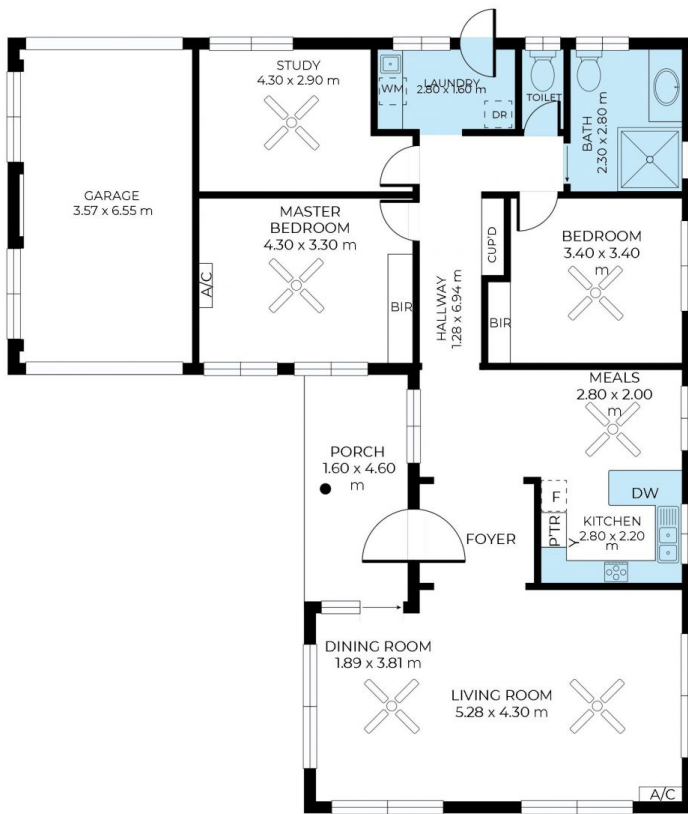 STUDY
4.30 x 2.90 m
WM
LAUNDRY
2.80 x 1.60 m
DR
TOILET
BATH
2.30 x 2.80 m
GARAGE
3.57 x 6.55 m
MASTER
BEDROOM
4.30 x 3.30 m
A/C
BIR
HALLWAY
1.28 x 6.94 m
CUP'D
BIR
BEDROOM
3.40 x 3.40
m
MEALS
2.80 x 2.00
m
PORCH
1.60 x 4.60
m
FOYER
F
P'TR
Y
DW
KITCHEN
2.80 x 2.20
m
DINING ROOM
1.89 x 3.81 m
LIVING ROOM
5.28 x 4.30 m
A/C